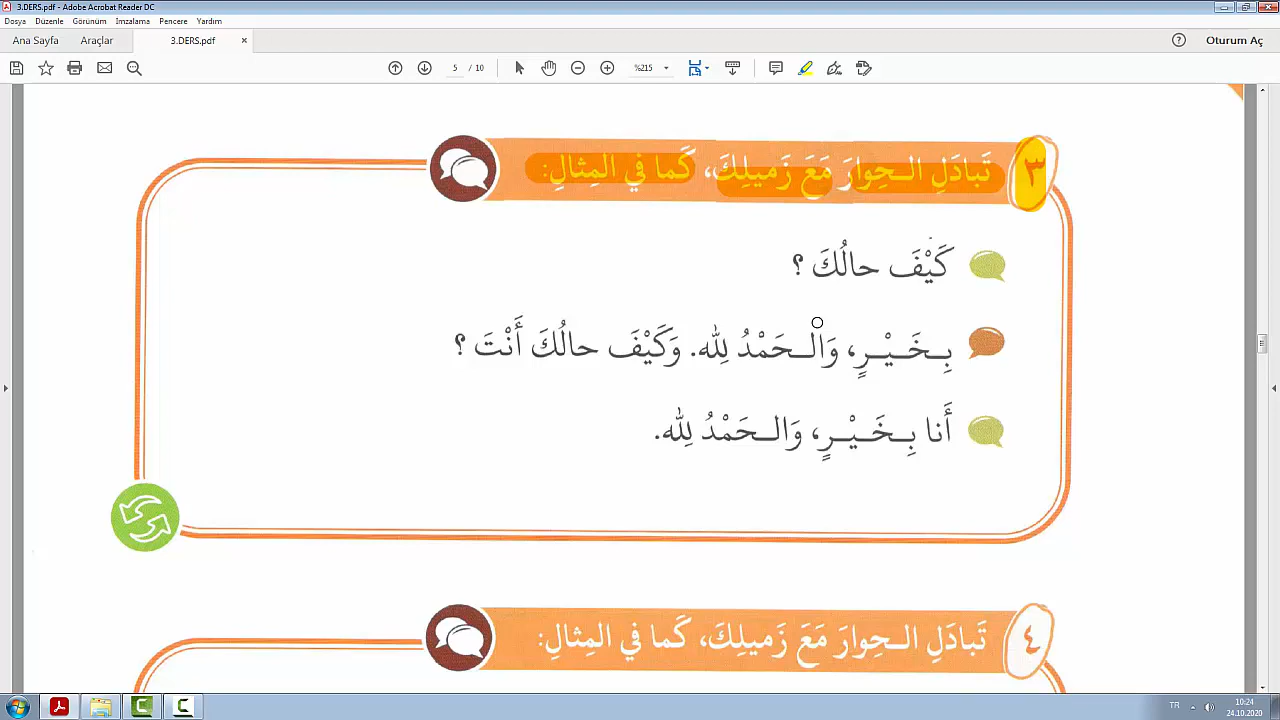 3.DERS.pdf - Adobe Acrobat Reader DC
Dosya Düzenle Görünüm İmzalama Pencere Yardım
Ana Sayfa Araçlar 3.DERS.pdf × Oturum Aç
5 / 10 %215
٣ تَبادَلِ الـحِوارَ مَعَ زَميلِكَ، كَما في المِثالِ:
كَيْفَ حالُكَ ؟
بِـخَـيْـرٍ، وَالْـحَمْدُ لِلّٰه. وَكَيْفَ حالُكَ أَنْتَ ؟
أَنا بِـخَـيْـرٍ، وَالـحَمْدُ لِلّٰه.
٤ تَبادَلِ الـحِوارَ مَعَ زَميلِكَ، كَما في المِثالِ:
TR 10:24
24.10.2020